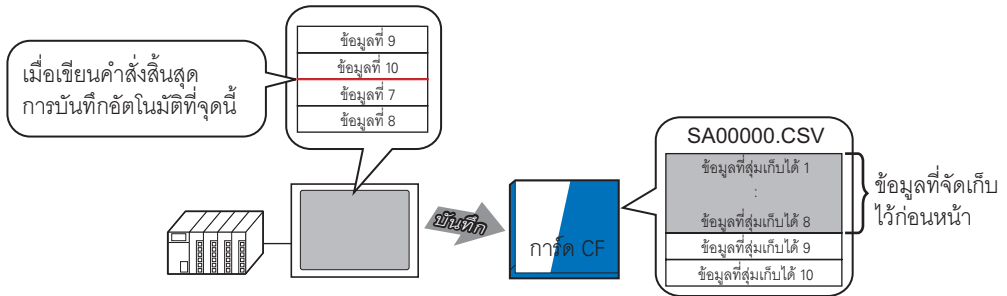 ข้อมูลที่ 9
ข้อมูลที่ 10
ข้อมูลที่ 7
ข้อมูลที่ 8
เมื่อเขียนคำสั่งสิ้นสุด
การบันทึกอัตโนมัติที่จุดนี้
บันทึก
การ์ด CF
SA00000.CSV
ข้อมูลที่สุ่มเก็บได้ 1
:
ข้อมูลที่สุ่มเก็บได้ 8
ข้อมูลที่สุ่มเก็บได้ 9
ข้อมูลที่สุ่มเก็บได้ 10
ข้อมูลที่จัดเก็บ
ไว้ก่อนหน้า